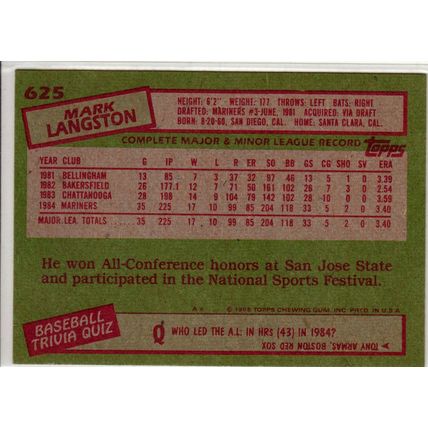 625
MARK
LANGSTON
HEIGHT: 6'2" WEIGHT: 177 THROWS: LEFT BATS: RIGHT
DRAFTED: MARINERS #3-JUNE, 1981 ACQUIRED: VIA DRAFT
BORN: 8-20-60, SAN DIEGO, CAL. HOME: SANTA CLARA, CAL.
COMPLETE MAJOR & MINOR LEAGUE RECORD Topps
YEAR CLUB G IP W L R ER SO BB GS CG SHO SV ERA
1981 BELLINGHAM 13 85 7 3 37 32 97 46 13 5 1 0 3.39
1982 BAKERSFIELD 26 177.1 12 7 71 50 161 102 26 7 3 0 2.54
1983 CHATTANOOGA 28 198 14 9 104 79 142 102 28 10 0 0 3.59
1984 MARINERS 35 225 17 10 99 85 204 118 33 5 2 0 3.40
MAJOR LEA. TOTALS 35 225 17 10 99 85 204 118 33 5 2 0 3.40
He won All-Conference honors at San Jose State
and participated in the National Sports Festival.
© 1985 TOPPS CHEWING GUM, INC. PRTD. IN U.S.A.
BASEBALL
TRIVIA QUIZ
Q WHO LED THE A.L. IN HRS (43) IN 1984?
TONY ARMAS, BOSTON RED SOX